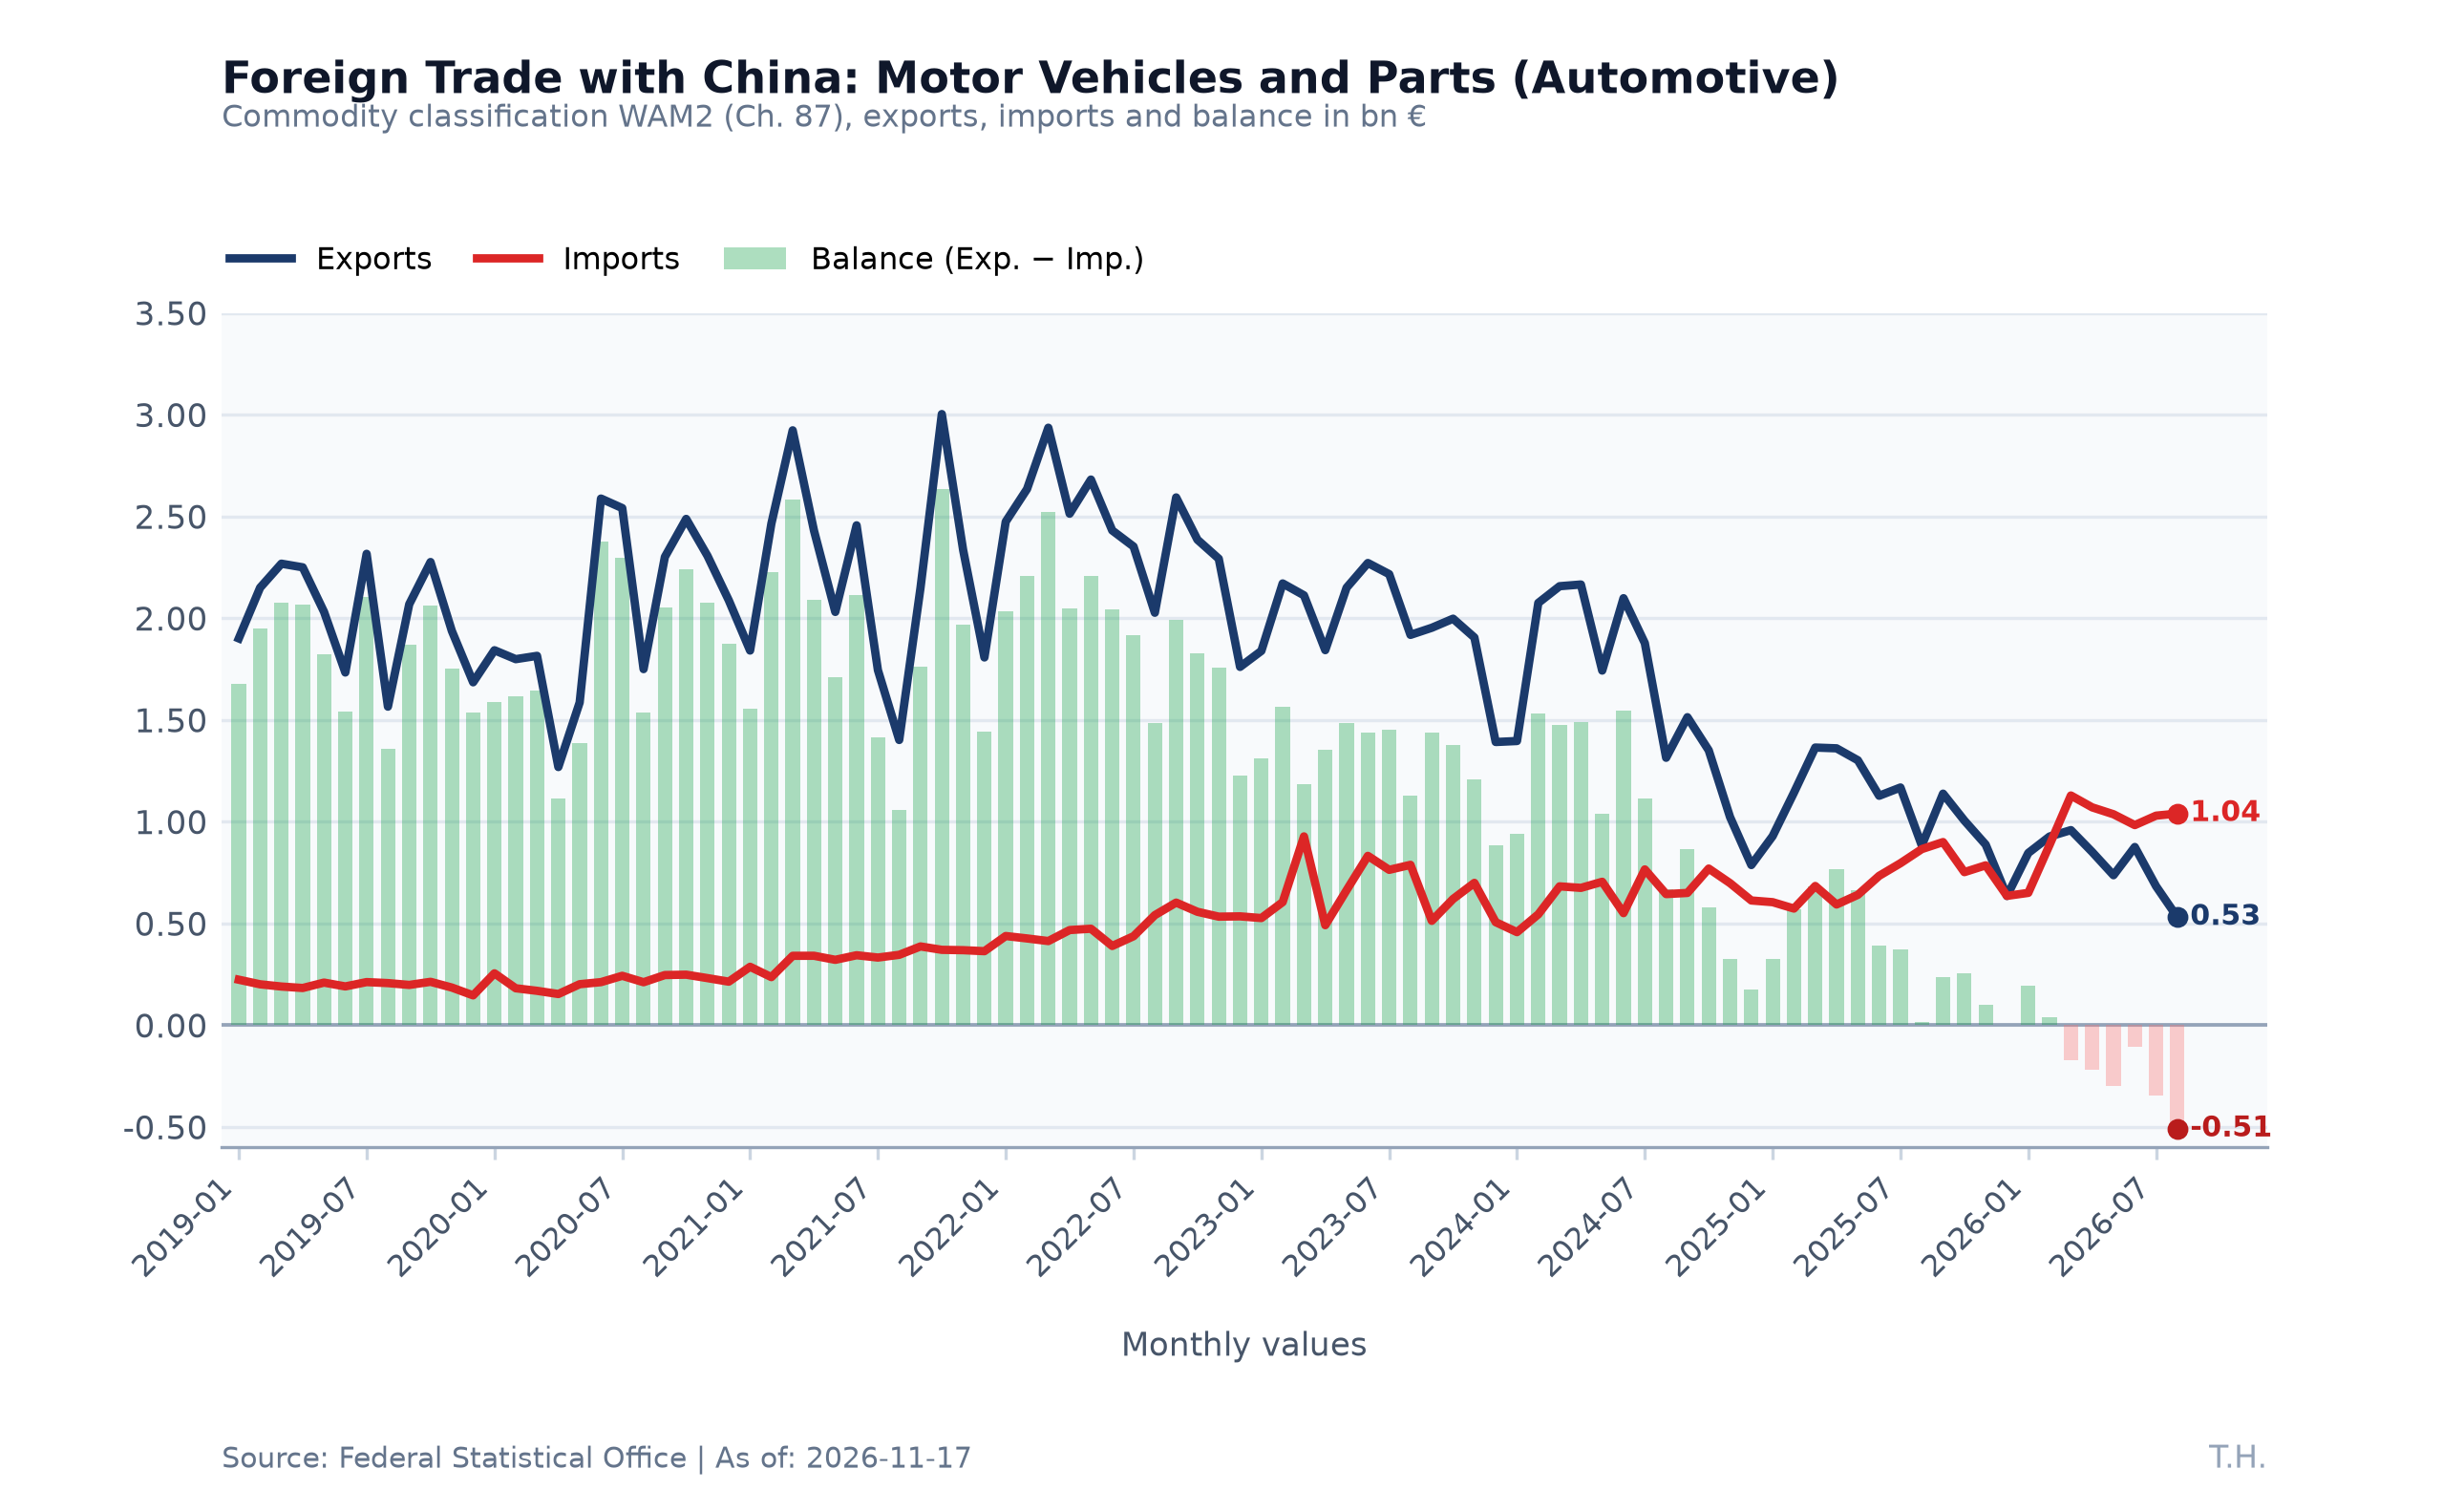 Foreign Trade with China: Motor Vehicles and Parts (Automotive)
Commodity classification WAM2 (Ch. 87), exports, imports and balance in bn €
Exports Imports Balance (Exp. − Imp.)
3.50
3.00
2.50
2.00
1.50
1.00
0.50
0.00
-0.50
1.04
0.53
-0.51
2019-01 2019-07 2020-01 2020-07 2021-01 2021-07 2022-01 2022-07 2023-01 2023-07 2024-01 2024-07 2025-01 2025-07 2026-01 2026-07
Monthly values
Source: Federal Statistical Office | As of: 2026-11-17
T.H.